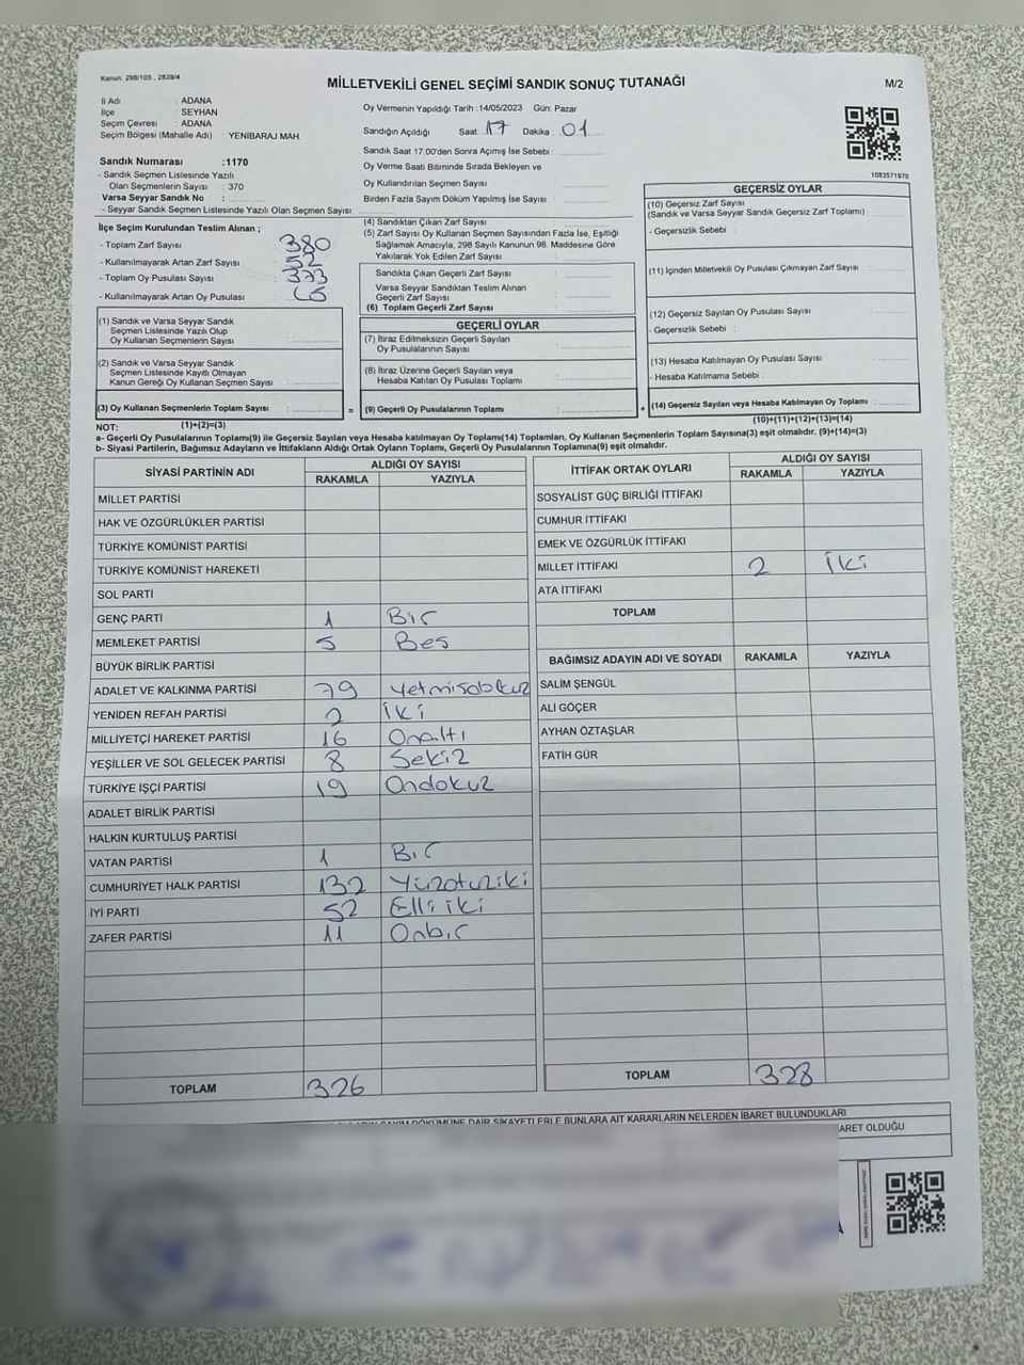 Kanun: 298/105 , 2839/4
MİLLETVEKİLİ GENEL SEÇİMİ SANDIK SONUÇ TUTANAĞI
M/2
İl Adı : ADANA
İlçe : SEYHAN
Seçim Çevresi : ADANA
Seçim Bölgesi (Mahalle Adı) : YENİBARAJ MAH
Sandık Numarası :1170
- Sandık Seçmen Listesinde Yazılı
Olan Seçmenlerin Sayısı : 370
Varsa Seyyar Sandık No :
- Seyyar Sandık Seçmen Listesinde Yazılı Olan Seçmen Sayısı
Oy Vermenin Yapıldığı Tarih :14/05/2023 Gün: Pazar
Sandığın Açıldığı Saat : 17 Dakika : 01
Sandık Saat 17.00'den Sonra Açımış İse Sebebi :
Oy Verme Saati Bitiminde Sırada Bekleyen ve
Oy Kullandırılan Seçmen Sayısı
Birden Fazla Sayım Döküm Yapılmış İse Sayısı
1083571970
İlçe Seçim Kurulundan Teslim Alınan ;
- Toplam Zarf Sayısı : 380
- Kullanılmayarak Artan Zarf Sayısı : 52
- Toplam Oy Pusulası Sayısı : 373
- Kullanılmayarak Artan Oy Pusulası
(1) Sandık ve Varsa Seyyar Sandık
Seçmen Listesinde Yazılı Olup
Oy Kullanan Seçmenlerin Sayısı
(2) Sandık ve Varsa Seyyar Sandık
Seçmen Listesinde Kayıtlı Olmayan
Kanun Gereği Oy Kullanan Seçmen Sayısı
(3) Oy Kullanan Seçmenlerin Toplam Sayısı :
(1)+(2)=(3)
(4) Sandıktan Çıkan Zarf Sayısı
(5) Zarf Sayısı Oy Kullanan Seçmen Sayısından Fazla İse, Eşitliği
Sağlamak Amacıyla, 298 Sayılı Kanunun 98. Maddesine Göre
Yakılarak Yok Edilen Zarf Sayısı
Sandıkta Çıkan Geçerli Zarf Sayısı
Varsa Seyyar Sandıktan Teslim Alınan
Geçerli Zarf Sayısı
(6) Toplam Geçerli Zarf Sayısı
GEÇERLİ OYLAR
(7) İtiraz Edilmeksizin Geçerli Sayılan
Oy Pusulalarının Sayısı
(8) İtiraz Üzerine Geçerli Sayılan veya
Hesaba Katılan Oy Pusulası Toplamı
= (9) Geçerli Oy Pusulalarının Toplamı
GEÇERSİZ OYLAR
(10) Geçersiz Zarf Sayısı
(Sandık ve Varsa Seyyar Sandık Geçersiz Zarf Toplamı)
- Geçersizlik Sebebi :
(11) İçinden Milletvekili Oy Pusulası Çıkmayan Zarf Sayısı
(12) Geçersiz Sayılan Oy Pusulası Sayısı
- Geçersizlik Sebebi :
(13) Hesaba Katılmayan Oy Pusulası Sayısı
- Hesaba Katılmama Sebebi :
+ (14) Geçersiz Sayılan veya Hesaba Katılmayan Oy Toplamı
(10)+(11)+(12)+(13)=(14)
NOT:
a- Geçerli Oy Pusulalarının Toplamı(9) ile Geçersiz Sayılan veya Hesaba katılmayan Oy Toplamı(14) Toplamları, Oy Kullanan Seçmenlerin Toplam Sayısına(3) eşit olmalıdır. (9)+(14)=(3)
b- Siyasi Partilerin, Bağımsız Adayların ve İttifakların Aldığı Ortak Oyların Toplamı, Geçerli Oy Pusulalarının Toplamına(9) eşit olmalıdır.
SİYASİ PARTİNİN ADI
ALDIĞI OY SAYISI
RAKAMLA YAZIYLA
MİLLET PARTİSİ
HAK VE ÖZGÜRLÜKLER PARTİSİ
TÜRKİYE KOMÜNİST PARTİSİ
TÜRKİYE KOMÜNİST HAREKETİ
SOL PARTİ
GENÇ PARTİ 1 Bir
MEMLEKET PARTİSİ 5 Bes
BÜYÜK BİRLİK PARTİSİ
ADALET VE KALKINMA PARTİSİ 79 Yetmisdokuz
YENİDEN REFAH PARTİSİ 2 İki
MİLLİYETÇİ HAREKET PARTİSİ 16 Onaltı
YEŞİLLER VE SOL GELECEK PARTİSİ 8 Sekiz
TÜRKİYE İŞÇİ PARTİSİ 19 Ondokuz
ADALET BİRLİK PARTİSİ
HALKIN KURTULUŞ PARTİSİ
VATAN PARTİSİ 1 Bir
CUMHURİYET HALK PARTİSİ 132 Yüzotuziki
İYİ PARTİ 52 Elli iki
ZAFER PARTİSİ 11 Onbir
TOPLAM 326
İTTİFAK ORTAK OYLARI
ALDIĞI OY SAYISI
RAKAMLA YAZIYLA
SOSYALİST GÜÇ BİRLİĞİ İTTİFAKI
CUMHUR İTTİFAKI
EMEK VE ÖZGÜRLÜK İTTİFAKI
MİLLET İTTİFAKI 2 İki
ATA İTTİFAKI
TOPLAM
BAĞIMSIZ ADAYIN ADI VE SOYADI RAKAMLA YAZIYLA
SALİM ŞENGÜL
ALİ GÖÇER
AYHAN ÖZTAŞLAR
FATİH GÜR
TOPLAM 328
DÖKÜMÜNE DAİR ŞİKAYETLERLE BUNLARA AİT KARARLARIN NELERDEN İBARET BULUNDUKLARI
ARET OLDUĞU